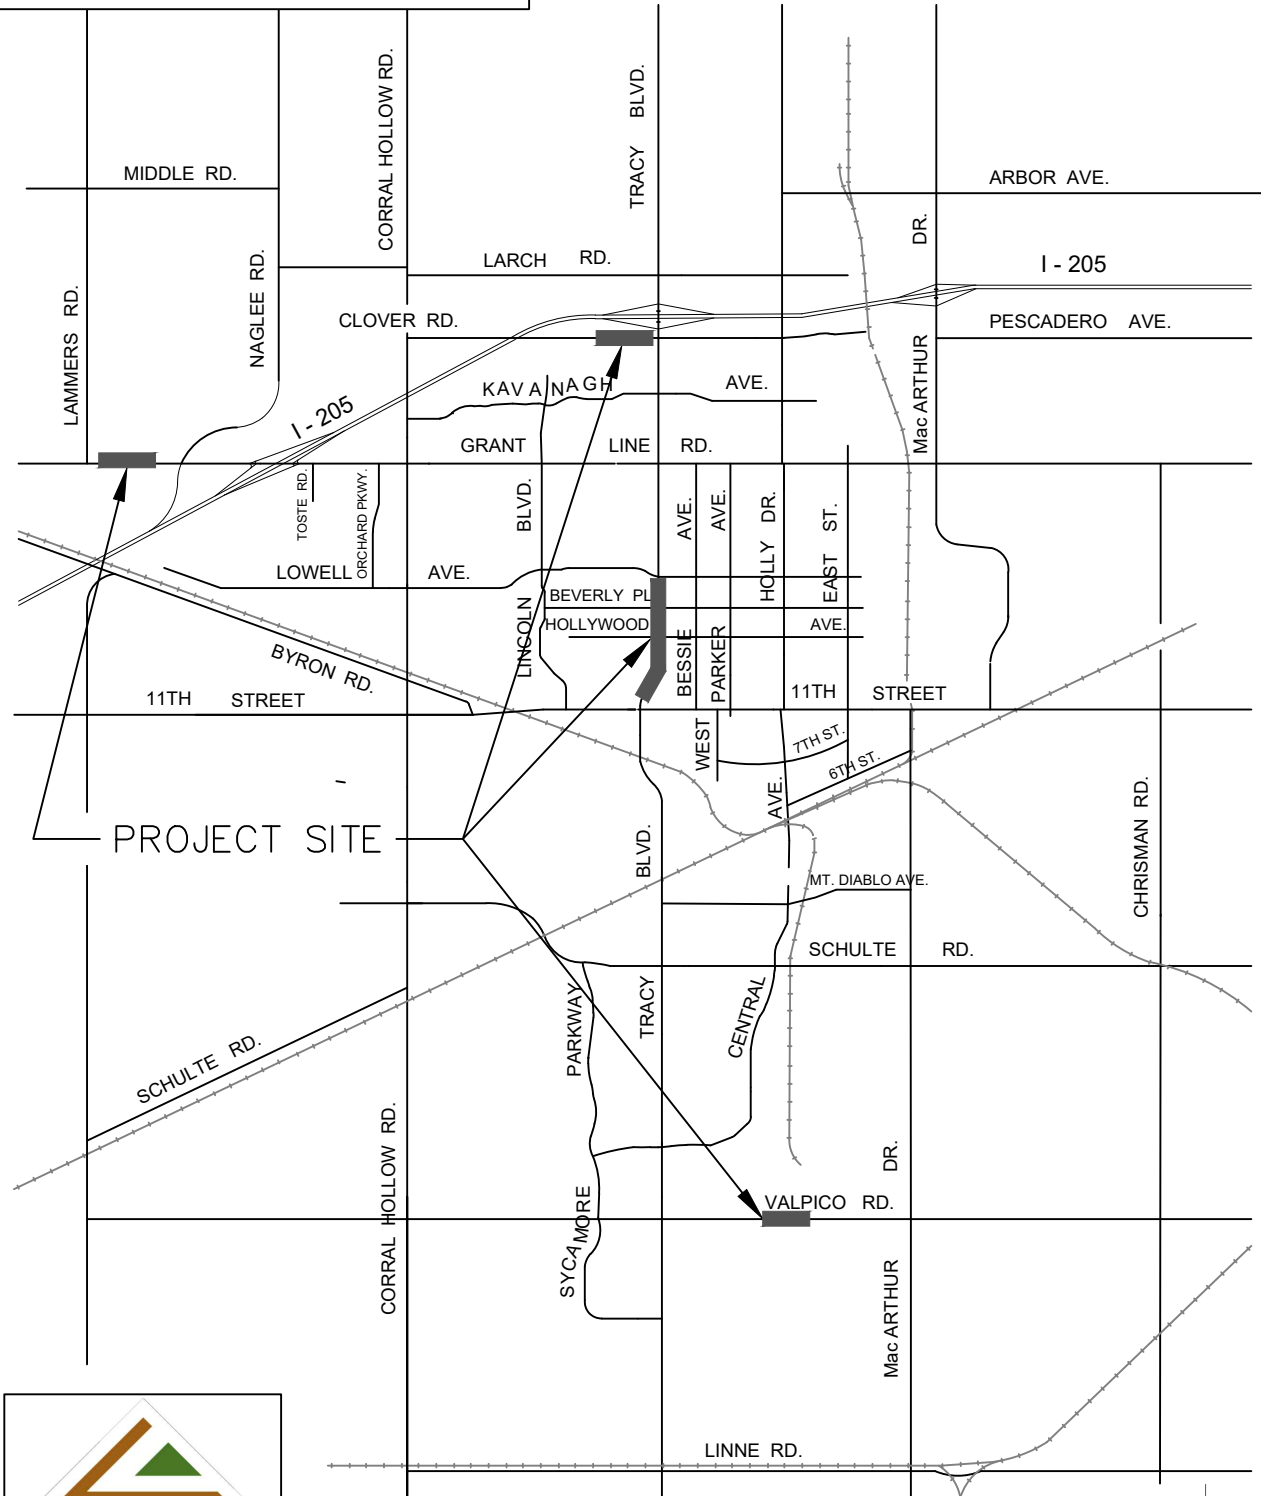 MIDDLE RD.
CORRAL HOLLOW RD.
TRACY BLVD.
ARBOR AVE.
LAMMERS RD.
NAGLEE RD.
LARCH RD.
DR.
I - 205
CLOVER RD.
PESCADERO AVE.
Mac ARTHUR
KAVANAGH AVE.
I - 205
GRANT LINE RD.
TOSTE RD.
ORCHARD PKWY.
BLVD.
LINCOLN
AVE.
BESSIE
AVE.
PARKER
HOLLY DR.
EAST ST.
LOWELL AVE.
BEVERLY PL
HOLLYWOOD AVE.
BYRON RD.
11TH STREET
11TH STREET
WEST
7TH ST.
6TH ST.
AVE.
PROJECT SITE
BLVD.
CHRISMAN RD.
MT. DIABLO AVE.
SCHULTE RD.
PARKWAY
TRACY
CENTRAL
SCHULTE RD.
CORRAL HOLLOW RD.
SYCAMORE
DR.
VALPICO RD.
Mac ARTHUR
LINNE RD.